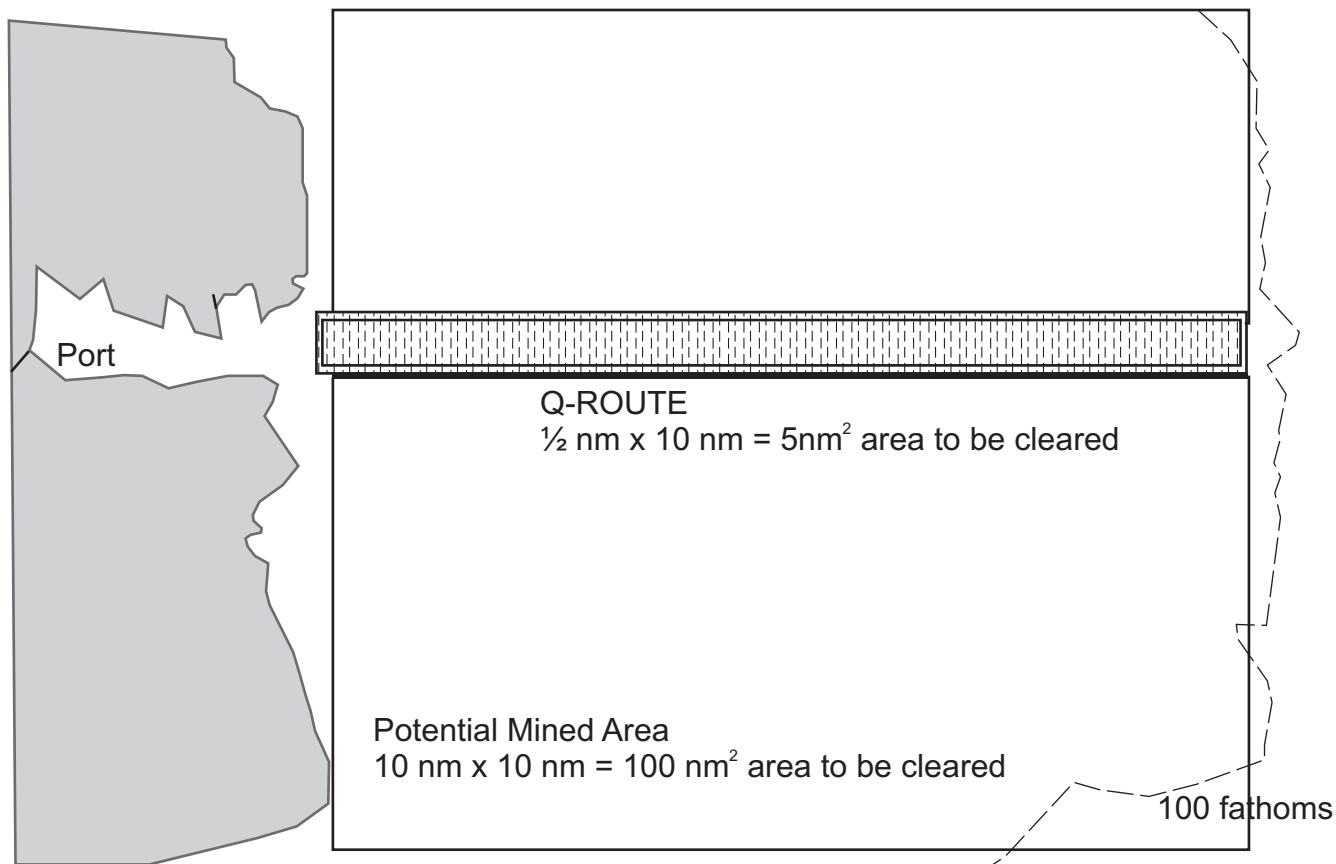 Port
Q-ROUTE
½ nm x 10 nm = 5nm² area to be cleared
Potential Mined Area
10 nm x 10 nm = 100 nm² area to be cleared
100 fathoms